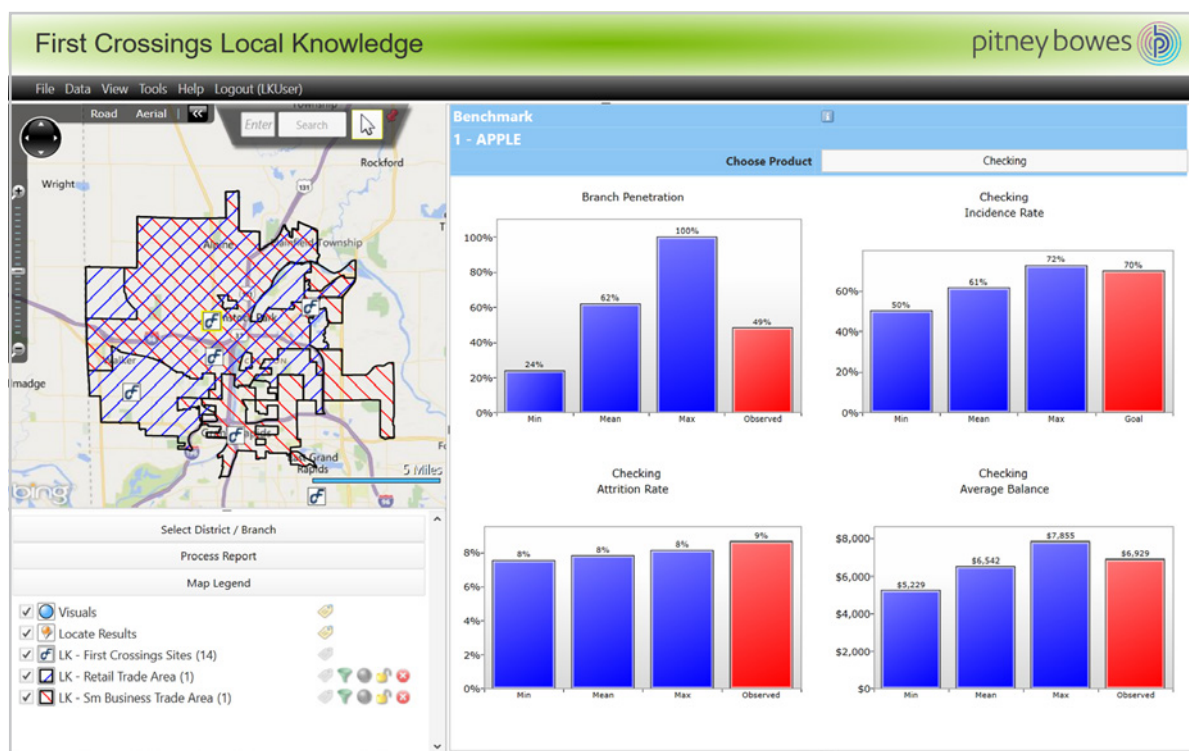 First Crossings Local Knowledge
pitney bowes
File Data View Tools Help Logout (LKUser)
Road Aerial
Enter
Search
Township
Rockford
Wright
131
Alpine
Plainfield Township
Walker
East Grand
Rapids
5 Miles
96
bing
Select District / Branch
Process Report
Map Legend
Visuals
Locate Results
LK - First Crossings Sites (14)
LK - Retail Trade Area (1)
LK - Sm Business Trade Area (1)
Benchmark
1 - APPLE
Choose Product
Checking
Branch Penetration
100%
80%
60%
40%
20%
0%
24%
62%
100%
49%
Min Mean Max Observed
Checking
Incidence Rate
60%
40%
20%
0%
50%
61%
72%
70%
Min Mean Max Goal
Checking
Attrition Rate
8%
6%
4%
2%
0%
8%
8%
8%
9%
Min Mean Max Observed
Checking
Average Balance
$8,000
$6,000
$4,000
$2,000
$0
$5,229
$6,542
$7,855
$6,929
Min Mean Max Observed